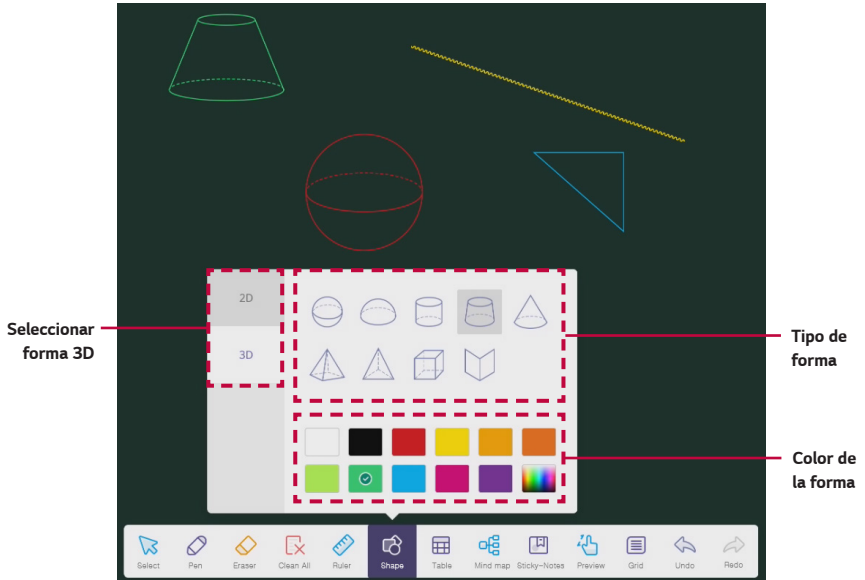 2D
3D
Seleccionar
forma 3D
Tipo de
forma
Color de
la forma
Select
Pen
Eraser
Clean All
Ruler
Shape
Table
Mind map
Sticky-Notes
Preview
Grid
Undo
Redo